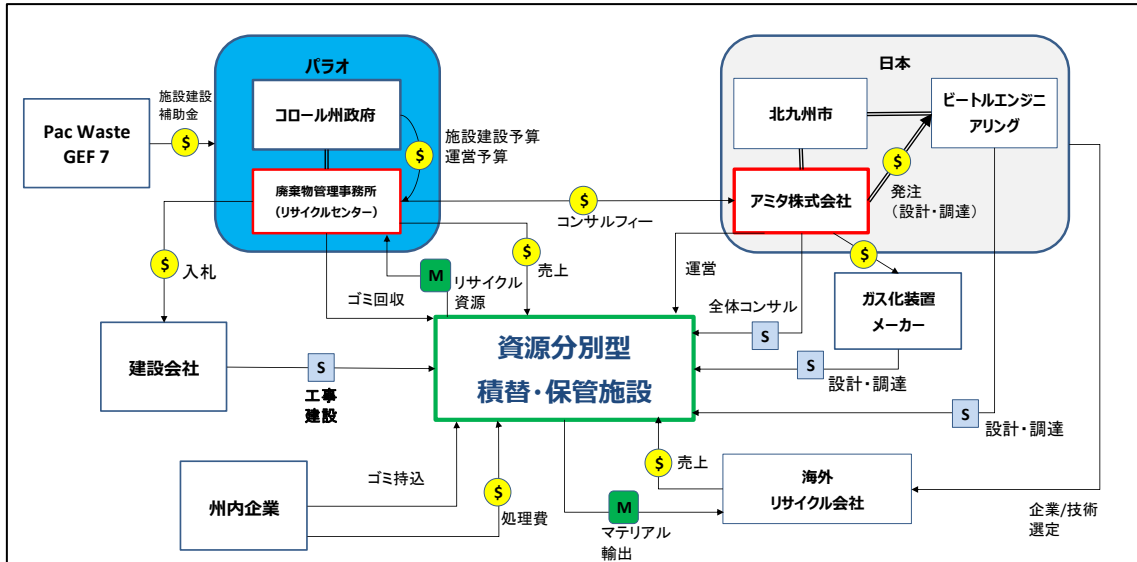 パラオ
日本
施設建設
補助金
Pac Waste
GEF 7
$
コロール州政府
$
施設建設予算
運営予算
廃棄物管理事務所
(リサイクルセンター)
北九州市
ビートルエンジニ
アリング
$
発注
(設計・調達)
アミタ株式会社
$
コンサルフィー
$
入札
$
売上
M
リサイクル
資源
ゴミ回収
運営
$
全体コンサル
S
ガス化装置
メーカー
建設会社
S
工事
建設
資源分別型
積替・保管施設
S
設計・調達
S
設計・調達
州内企業
ゴミ持込
$
処理費
$
売上
M
マテリアル
輸出
海外
リサイクル会社
企業/技術
選定